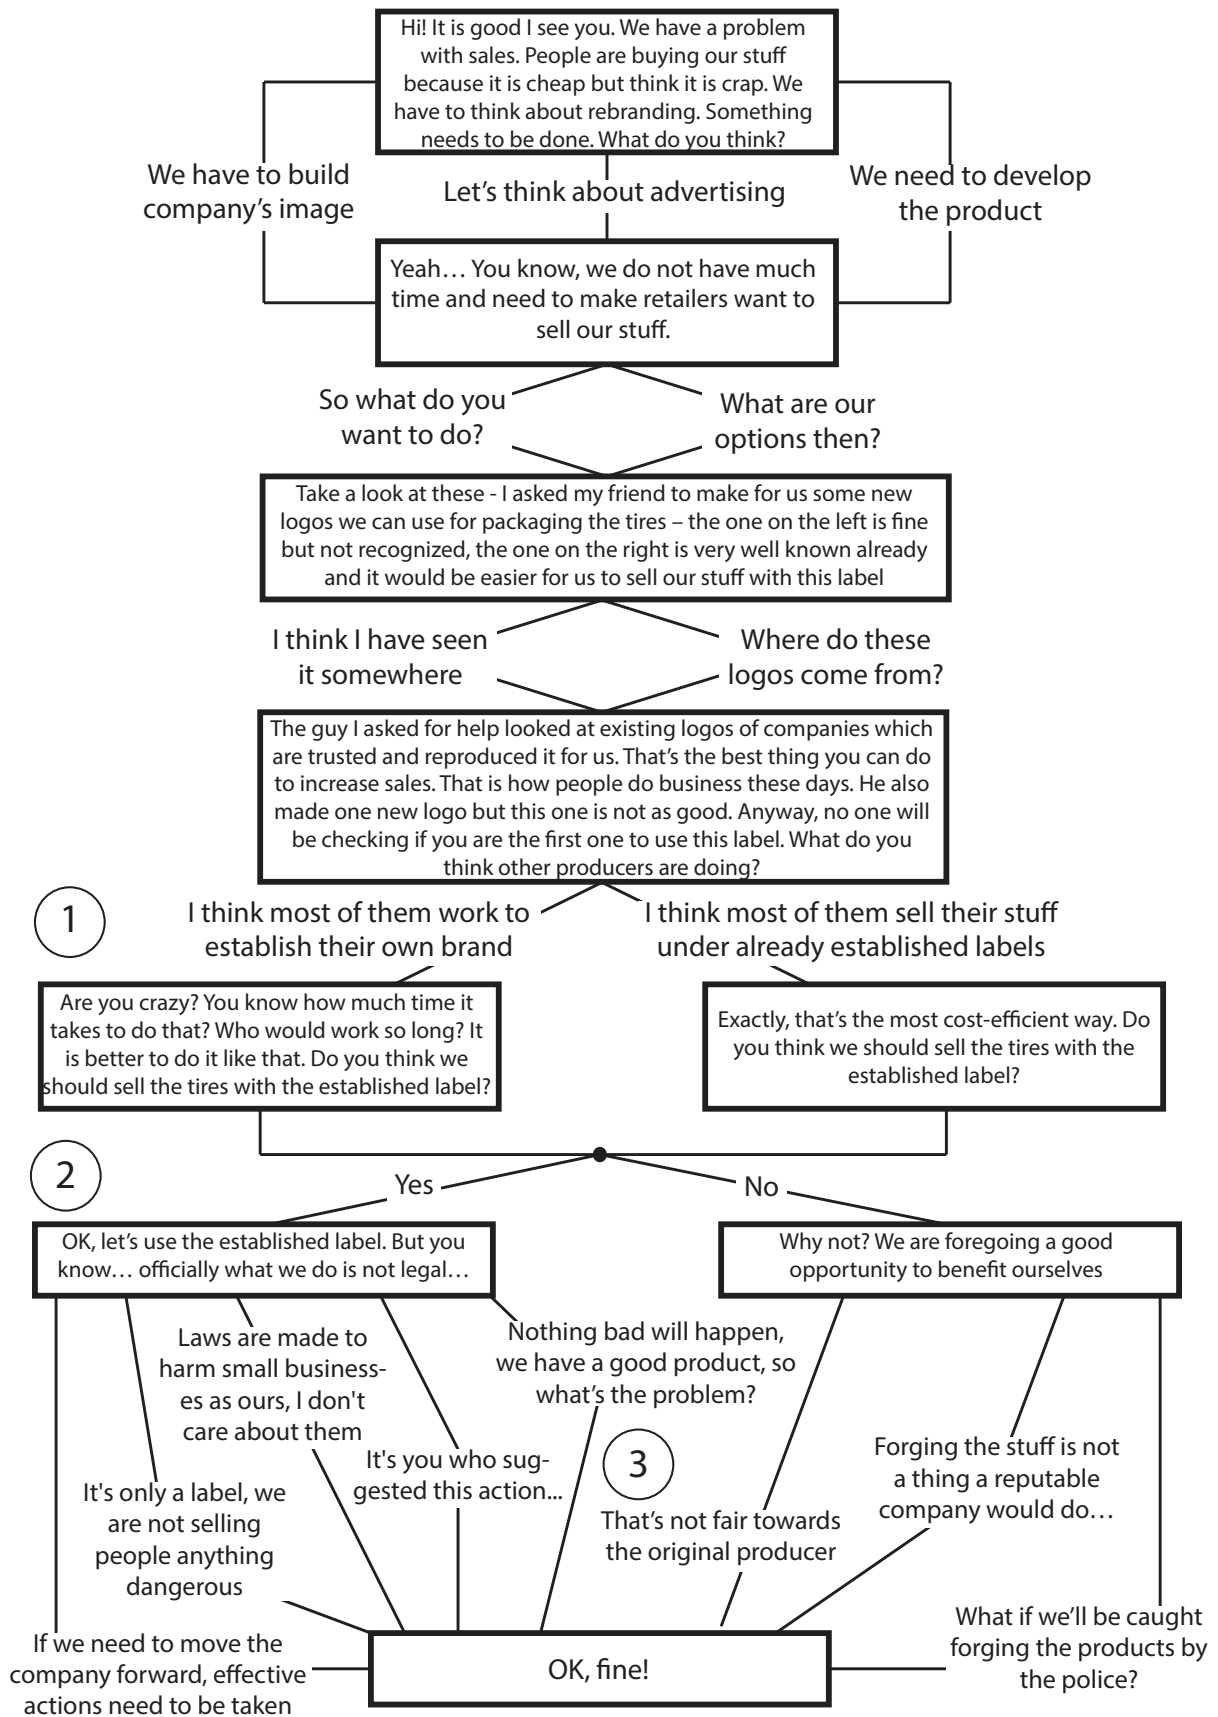 Hi! It is good I see you. We have a problem
with sales. People are buying our stuff
because it is cheap but think it is crap. We
have to think about rebranding. Something
needs to be done. What do you think?
We have to build
company's image
Let's think about advertising
We need to develop
the product
Yeah… You know, we do not have much
time and need to make retailers want to
sell our stuff.
So what do you
want to do?
What are our
options then?
Take a look at these - I asked my friend to make for us some new
logos we can use for packaging the tires – the one on the left is fine
but not recognized, the one on the right is very well known already
and it would be easier for us to sell our stuff with this label
I think I have seen
it somewhere
Where do these
logos come from?
The guy I asked for help looked at existing logos of companies which
are trusted and reproduced it for us. That's the best thing you can do
to increase sales. That is how people do business these days. He also
made one new logo but this one is not as good. Anyway, no one will
be checking if you are the first one to use this label. What do you
think other producers are doing?
1
I think most of them work to
establish their own brand
I think most of them sell their stuff
under already established labels
Are you crazy? You know how much time it
takes to do that? Who would work so long? It
is better to do it like that. Do you think we
should sell the tires with the established label?
Exactly, that's the most cost-efficient way. Do
you think we should sell the tires with the
established label?
2
Yes
No
OK, let's use the established label. But you
know… officially what we do is not legal…
Why not? We are foregoing a good
opportunity to benefit ourselves
Laws are made to
harm small business-
es as ours, I don't
care about them
Nothing bad will happen,
we have a good product, so
what's the problem?
It's you who sug-
gested this action...
3
Forging the stuff is not
a thing a reputable
company would do…
It's only a label, we
are not selling
people anything
dangerous
That's not fair towards
the original producer
If we need to move the
company forward, effective
actions need to be taken
OK, fine!
What if we'll be caught
forging the products by
the police?